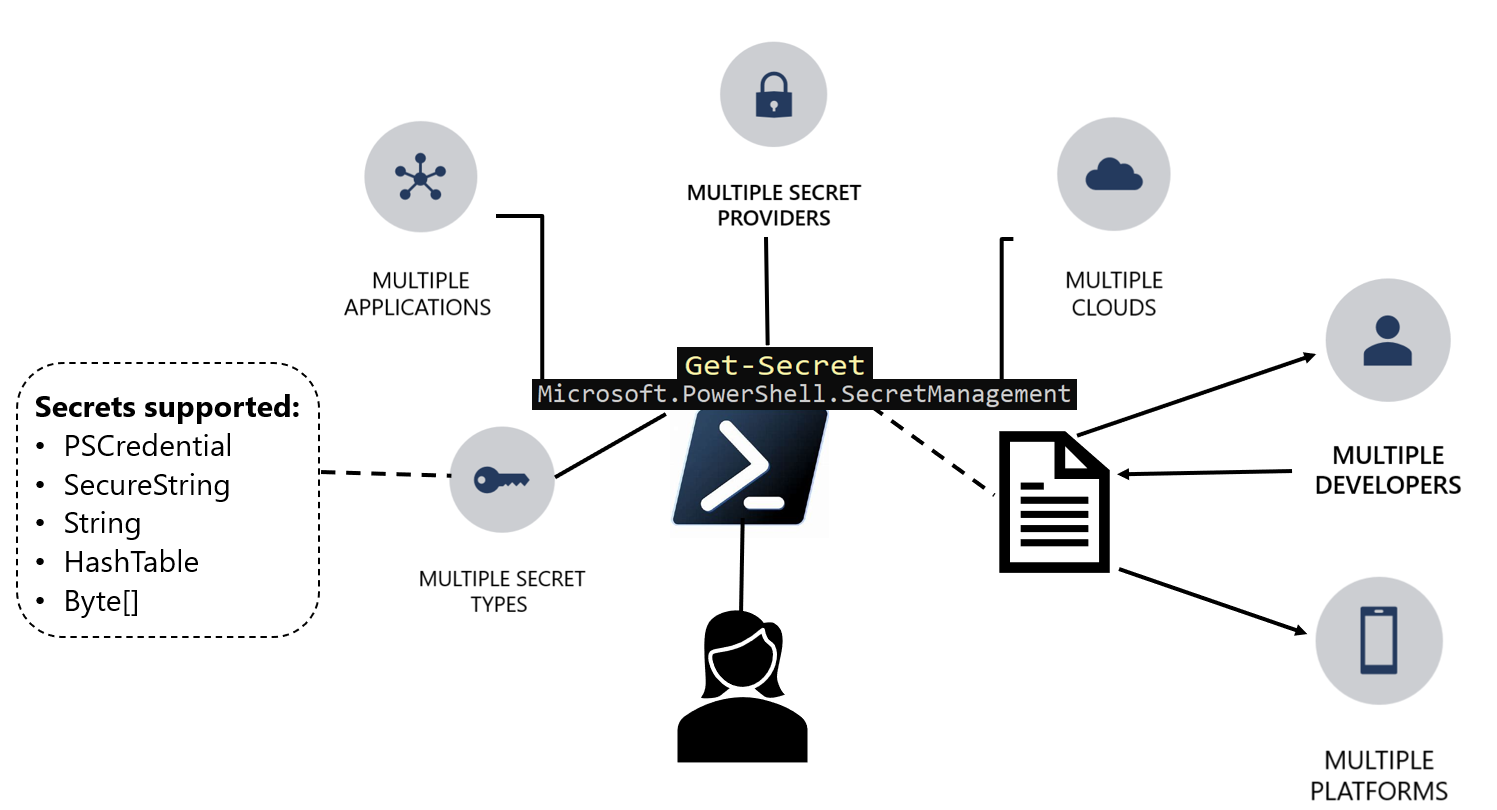 MULTIPLE SECRET
PROVIDERS
MULTIPLE
APPLICATIONS
MULTIPLE
CLOUDS
Get-Secret
Microsoft.PowerShell.SecretManagement
Secrets supported:
• PSCredential
• SecureString
• String
• HashTable
• Byte[]
MULTIPLE SECRET
TYPES
MULTIPLE
DEVELOPERS
MULTIPLE
PLATFORMS